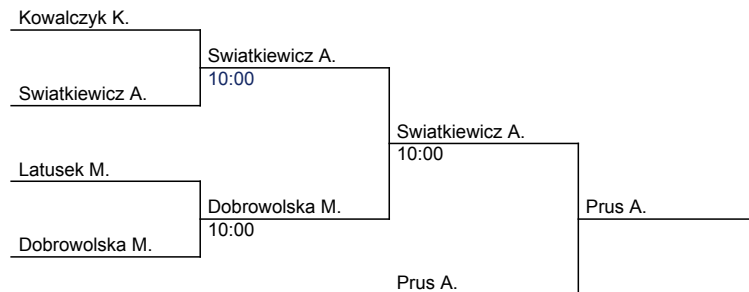 Kowalczyk K.
Swiatkiewicz A.
10:00
Swiatkiewicz A.
Swiatkiewicz A.
10:00
Latusek M.
Dobrowolska M.
10:00
Prus A.
Dobrowolska M.
Prus A.